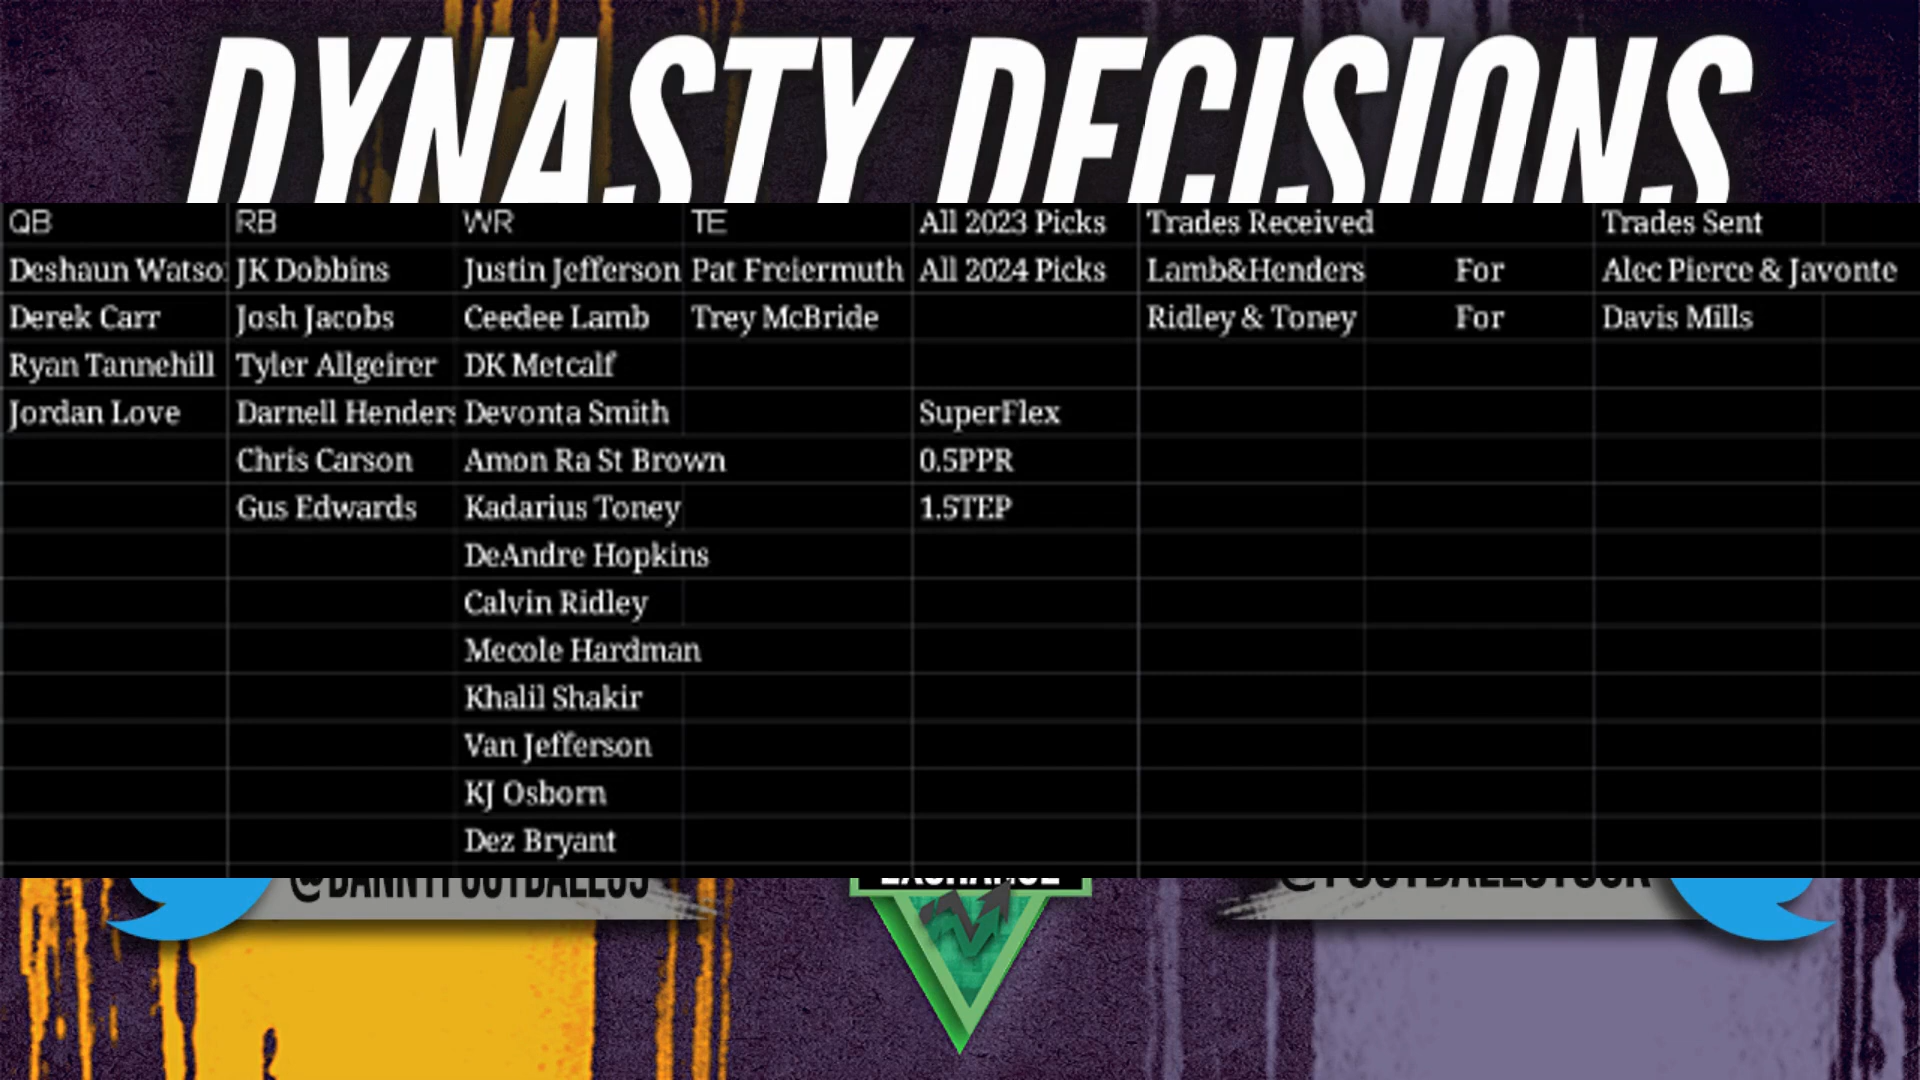 DYNASTY DECISIONS
QB RB WR TE All 2023 Picks Trades Received Trades Sent
Deshaun Watso JK Dobbins Justin Jefferson Pat Freiermuth All 2024 Picks Lamb&Henders For Alec Pierce & Javonte
Derek Carr Josh Jacobs Ceedee Lamb Trey McBride Ridley & Toney For Davis Mills
Ryan Tannehill Tyler Allgeirer DK Metcalf
Jordan Love Darnell Henders Devonta Smith SuperFlex
Chris Carson Amon Ra St Brown 0.5PPR
Gus Edwards Kadarius Toney 1.5TEP
DeAndre Hopkins
Calvin Ridley
Mecole Hardman
Khalil Shakir
Van Jefferson
KJ Osborn
Dez Bryant
EXCHANGE